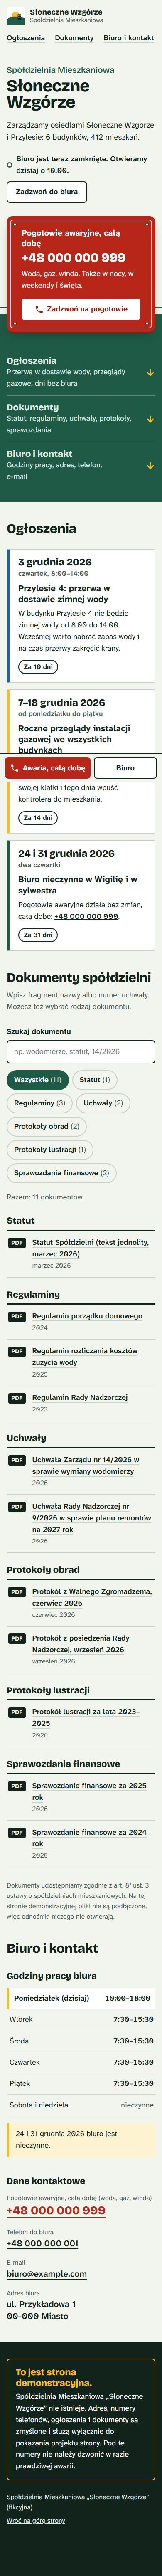 Słoneczne Wzgórze
Spółdzielnia Mieszkaniowa
Ogłoszenia Dokumenty Biuro i kontakt
Spółdzielnia Mieszkaniowa
Słoneczne
Wzgórze
Zarządzamy osiedlami Słoneczne Wzgórze
i Przylesie: 6 budynków, 412 mieszkań.
Biuro jest teraz zamknięte. Otwieramy
dzisiaj o 10:00.
Zadzwoń do biura
Pogotowie awaryjne, całą
dobę
+48 000 000 999
Woda, gaz, winda. Także w nocy, w
weekendy i święta.
Zadzwoń na pogotowie
Ogłoszenia
Przerwa w dostawie wody, przeglądy
gazowe, dni bez biura
Dokumenty
Statut, regulaminy, uchwały, protokoły,
sprawozdania
Biuro i kontakt
Godziny pracy, adres, telefon,
e-mail
Ogłoszenia
3 grudnia 2026
czwartek, 8:00–14:00
Przylesie 4: przerwa w
dostawie zimnej wody
W budynku Przylesie 4 nie będzie
zimnej wody od 8:00 do 14:00.
Wcześniej warto nabrać zapas wody i
na czas przerwy zakręcić krany.
Za 10 dni
7–18 grudnia 2026
od poniedziałku do piątku
Roczne przeglądy instalacji
gazowej we wszystkich
budynkach
Awaria, całą dobę Biuro
swojej klatki i tego dnia wpuść
kontrolera do mieszkania.
Za 14 dni
24 i 31 grudnia 2026
dwa czwartki
Biuro nieczynne w Wigilię i w
sylwestra
Pogotowie awaryjne działa bez zmian,
całą dobę: +48 000 000 999.
Za 31 dni
Dokumenty spółdzielni
Wpisz fragment nazwy albo numer uchwały.
Możesz też wybrać rodzaj dokumentu.
Szukaj dokumentu
np. wodomierze, statut, 14/2026
Wszystkie (11) Statut (1)
Regulaminy (3) Uchwały (2)
Protokoły obrad (2)
Protokoły lustracji (1)
Sprawozdania finansowe (2)
Razem: 11 dokumentów
Statut
PDF Statut Spółdzielni (tekst jednolity,
marzec 2026)
marzec 2026
Regulaminy
PDF Regulamin porządku domowego
2024
PDF Regulamin rozliczania kosztów
zużycia wody
2025
PDF Regulamin Rady Nadzorczej
2023
Uchwały
PDF Uchwała Zarządu nr 14/2026 w
sprawie wymiany wodomierzy
2026
PDF Uchwała Rady Nadzorczej nr
9/2026 w sprawie planu remontów
na 2027 rok
2026
Protokoły obrad
PDF Protokół z Walnego Zgromadzenia,
czerwiec 2026
czerwiec 2026
PDF Protokół z posiedzenia Rady
Nadzorczej, wrzesień 2026
wrzesień 2026
Protokoły lustracji
PDF Protokół lustracji za lata 2023–
2025
2026
Sprawozdania finansowe
PDF Sprawozdanie finansowe za 2025
rok
2026
PDF Sprawozdanie finansowe za 2024
rok
2025
Dokumenty udostępniamy zgodnie z art. 8¹ ust. 3
ustawy o spółdzielniach mieszkaniowych. Na tej
stronie demonstracyjnej pliki nie są podłączone,
więc odnośniki niczego nie otwierają.
Biuro i kontakt
Godziny pracy biura
Poniedziałek (dzisiaj) 10:00–18:00
Wtorek 7:30–15:30
Środa 7:30–15:30
Czwartek 7:30–15:30
Piątek 7:30–15:30
Sobota i niedziela nieczynne
24 i 31 grudnia 2026 biuro jest
nieczynne.
Dane kontaktowe
Pogotowie awaryjne, całą dobę (woda, gaz, winda)
+48 000 000 999
Telefon do biura
+48 000 000 001
E-mail
biuro@example.com
Adres biura
ul. Przykładowa 1
00-000 Miasto
To jest strona
demonstracyjna.
Spółdzielnia Mieszkaniowa „Słoneczne
Wzgórze" nie istnieje. Adres, numery
telefonów, ogłoszenia i dokumenty są
zmyślone i służą wyłącznie do
pokazania projektu strony. Pod te
numery nie należy dzwonić w razie
prawdziwej awarii.
Spółdzielnia Mieszkaniowa „Słoneczne Wzgórze"
(fikcyjna)
Wróć na górę strony